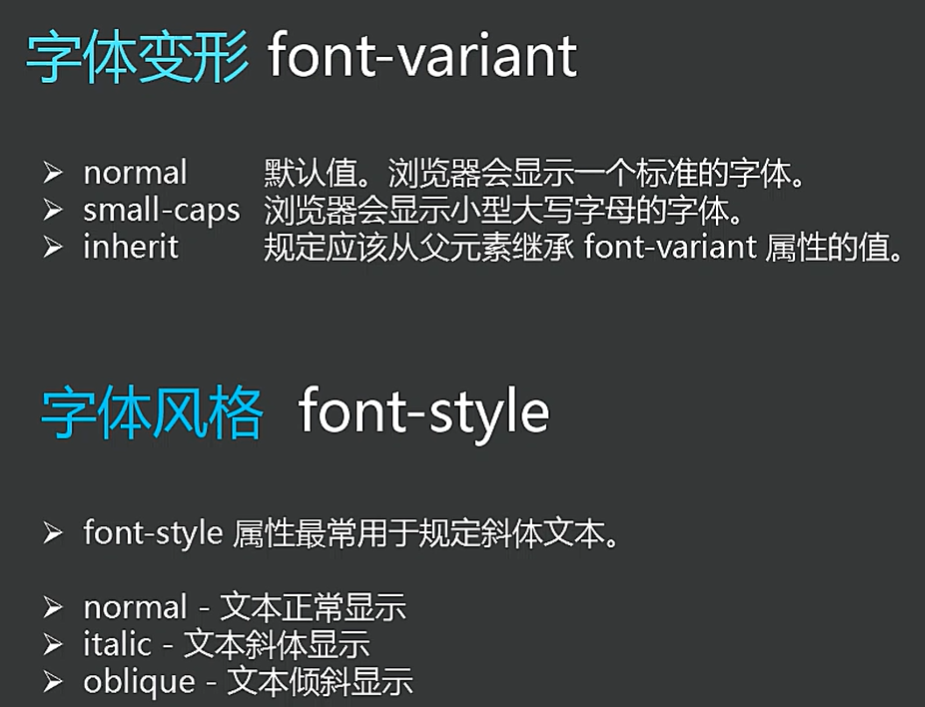 字体变形 font-variant
➢ normal 默认值。浏览器会显示一个标准的字体。
➢ small-caps 浏览器会显示小型大写字母的字体。
➢ inherit 规定应该从父元素继承 font-variant 属性的值。
字体风格 font-style
➢ font-style 属性最常用于规定斜体文本。
➢ normal - 文本正常显示
➢ italic - 文本斜体显示
➢ oblique - 文本倾斜显示